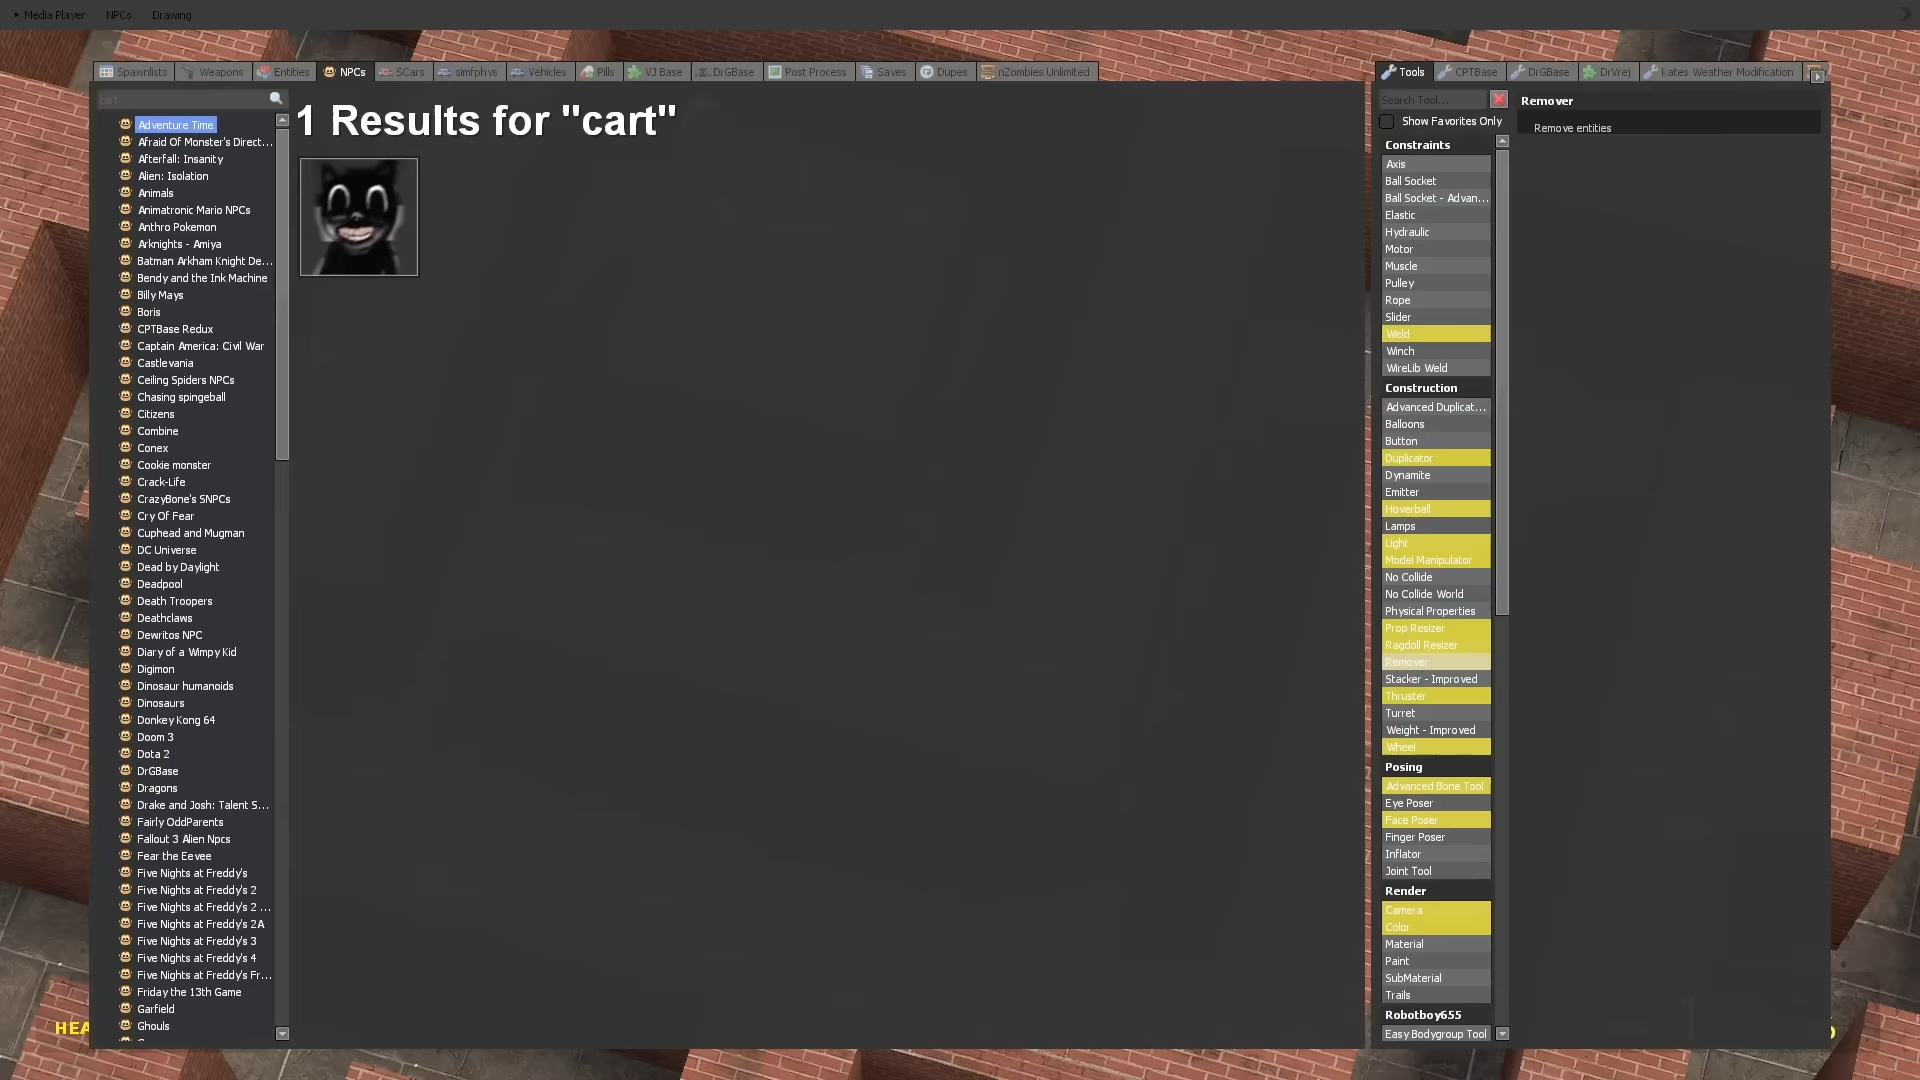 Media Player NPCs Drawing
Spawnlists Weapons Entities NPCs SCars simfphys Vehicles Pills VJ Base DrGBase Post Process Saves Dupes nZombies Unlimited
cart
1 Results for "cart"
Adventure Time
Afraid Of Monster's Direct...
Afterfall: Insanity
Alien: Isolation
Animals
Animatronic Mario NPCs
Anthro Pokemon
Arknights - Amiya
Batman Arkham Knight De...
Bendy and the Ink Machine
Billy Mays
Boris
CPTBase Redux
Captain America: Civil War
Castlevania
Ceiling Spiders NPCs
Chasing spingeball
Citizens
Combine
Conex
Cookie monster
Crack-Life
CrazyBone's SNPCs
Cry Of Fear
Cuphead and Mugman
DC Universe
Dead by Daylight
Deadpool
Death Troopers
Deathclaws
Dewritos NPC
Diary of a Wimpy Kid
Digimon
Dinosaur humanoids
Dinosaurs
Donkey Kong 64
Doom 3
Dota 2
DrGBase
Dragons
Drake and Josh: Talent S...
Fairly OddParents
Fallout 3 Alien Npcs
Fear the Eevee
Five Nights at Freddy's
Five Nights at Freddy's 2
Five Nights at Freddy's 2 ...
Five Nights at Freddy's 2A
Five Nights at Freddy's 3
Five Nights at Freddy's 4
Five Nights at Freddy's Fr...
Friday the 13th Game
Garfield
Ghouls
HEA
Tools CPTBase DrGBase DrVrej Kates Weather Modification
Search Tool...
Show Favorites Only
Constraints
Axis
Ball Socket
Ball Socket - Advan...
Elastic
Hydraulic
Motor
Muscle
Pulley
Rope
Slider
Weld
Winch
WireLib Weld
Construction
Advanced Duplicat...
Balloons
Button
Duplicator
Dynamite
Emitter
Hoverball
Lamps
Light
Model Manipulator
No Collide
No Collide World
Physical Properties
Prop Resizer
Ragdoll Resizer
Remover
Stacker - Improved
Thruster
Turret
Weight - Improved
Wheel
Posing
Advanced Bone Tool
Eye Poser
Face Poser
Finger Poser
Inflator
Joint Tool
Render
Camera
Color
Material
Paint
SubMaterial
Trails
Robotboy655
Easy Bodygroup Tool
Remover
Remove entities